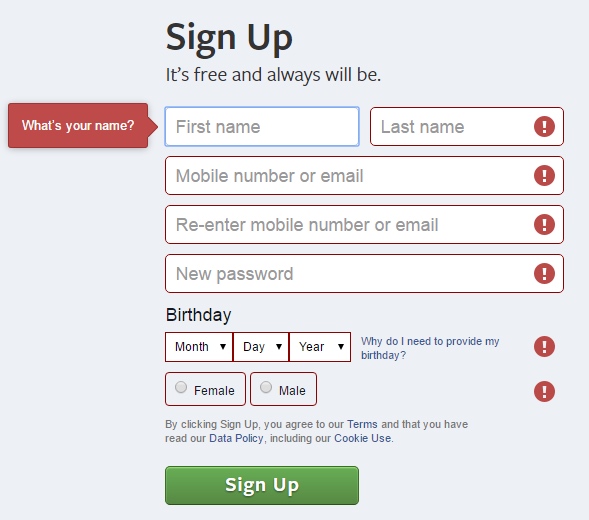 Sign Up
It's free and always will be.
What's your name?
First name
Last name
Mobile number or email
Re-enter mobile number or email
New password
Birthday
Month Day Year
Why do I need to provide my
birthday?
Female Male
By clicking Sign Up, you agree to our Terms and that you have
read our Data Policy, including our Cookie Use.
Sign Up